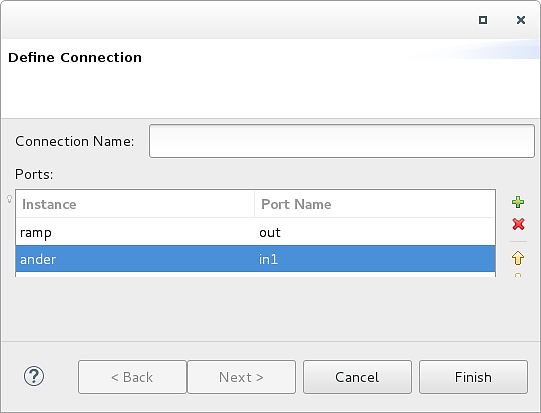 Define Connection
Connection Name:
Ports:
Instance Port Name
ramp out
ander in1
? < Back Next > Cancel Finish